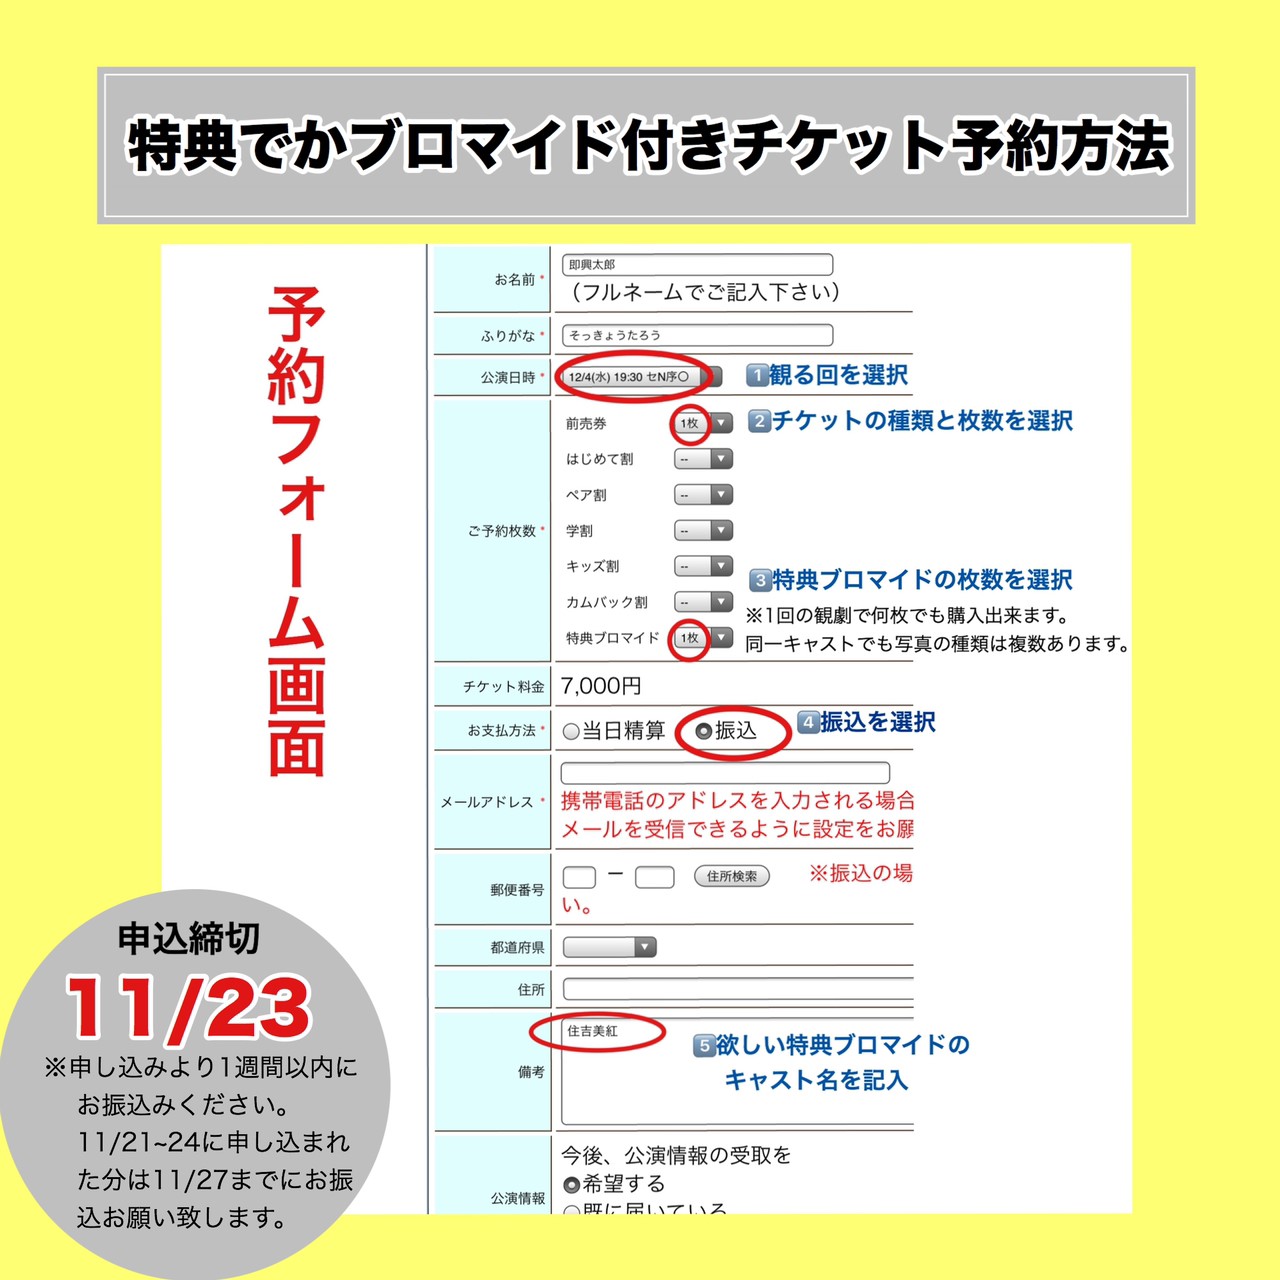 特典でかブロマイド付きチケット予約方法
予約フォーム画面
お名前*
即興太郎
（フルネームでご記入下さい）
ふりがな*
そっきょうたろう
公演日時*
12/4(水) 19:30 セN序〇
1観る回を選択
ご予約枚数*
前売券 1枚 ▼
2チケットの種類と枚数を選択
はじめて割 -- ▼
ペア割 -- ▼
学割 -- ▼
キッズ割 -- ▼
カムバック割 -- ▼
特典ブロマイド 1枚 ▼
3特典ブロマイドの枚数を選択
※1回の観劇で何枚でも購入出来ます。
同一キャストでも写真の種類は複数あります。
チケット料金 7,000円
お支払方法* 当日精算 振込
4振込を選択
メールアドレス*
携帯電話のアドレスを入力される場合
メールを受信できるように設定をお願
郵便番号 － 住所検索 ※振込の場
い。
都道府県 ▼
住所
備考
住吉美紅
5欲しい特典ブロマイドの
キャスト名を記入
公演情報
今後、公演情報の受取を
希望する
既に届いている
申込締切
11/23
※申し込みより1週間以内に
お振込みください。
11/21~24に申し込まれ
た分は11/27までにお振
込お願い致します。